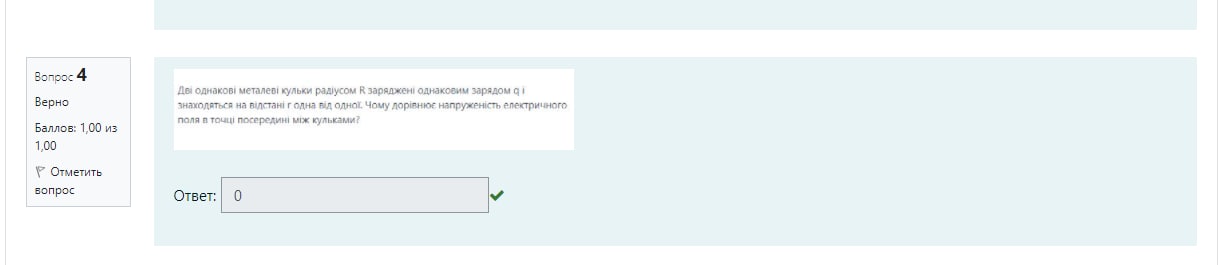 Вопрос 4
Верно
Баллов: 1,00 из
1,00
Отметить
вопрос
Дві однакові металеві кульки радіусом R заряджені однаковим зарядом q і
знаходяться на відстані r одна від одної. Чому дорівнює напруженість електричного
поля в точці посередині між кульками?
Ответ: 0